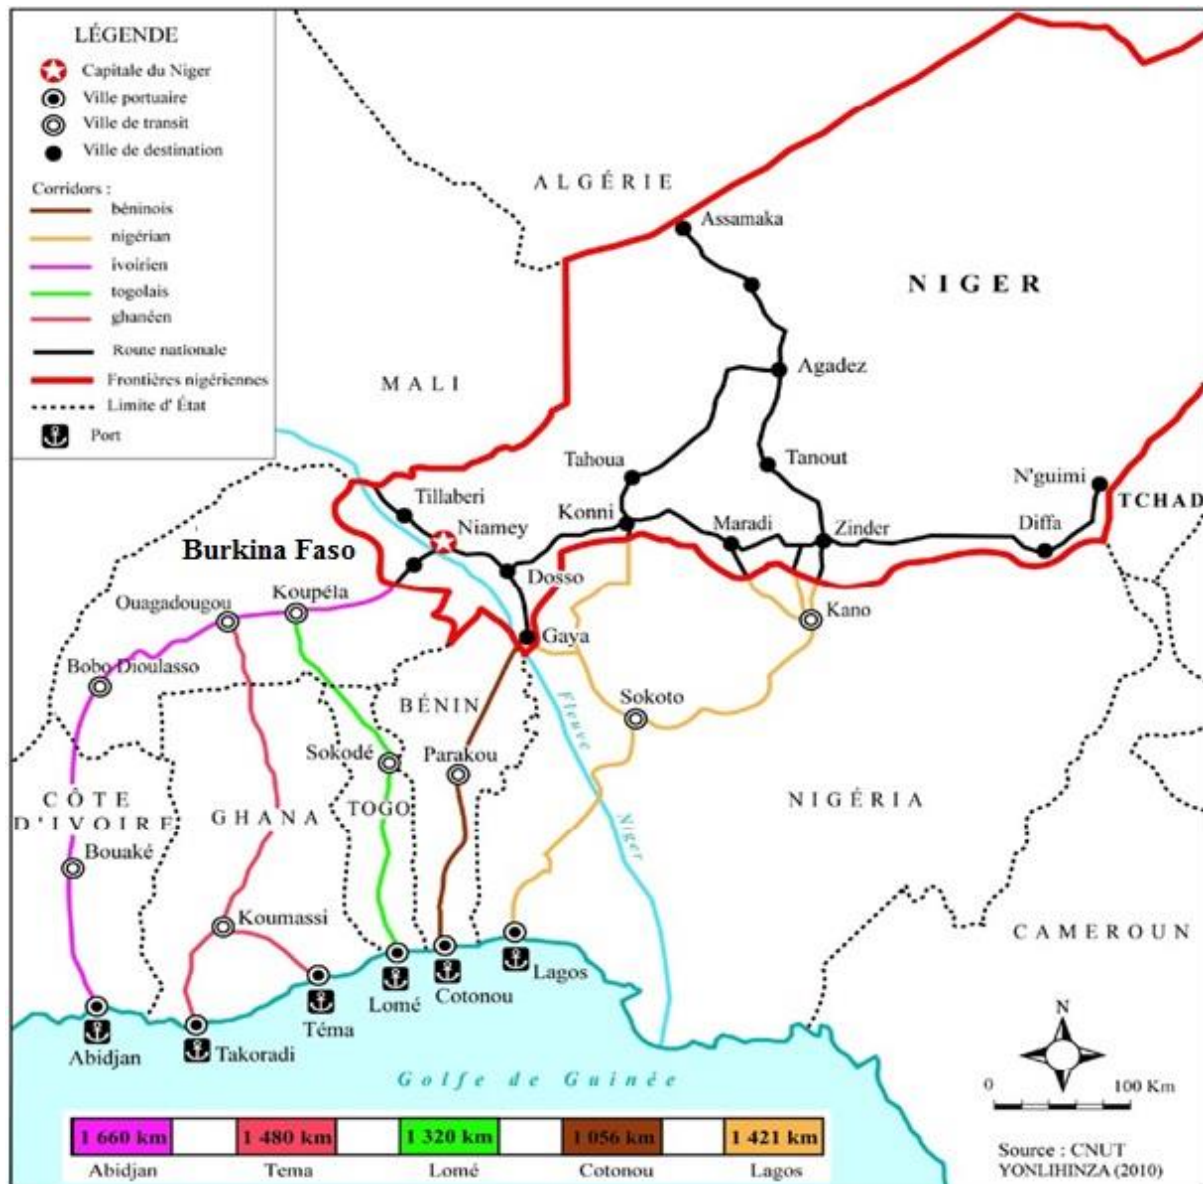 LÉGENDE
Capitale du Niger
Ville portuaire
Ville de transit
Ville de destination
Corridors :
béninois
nigérian
ivoirien
togolais
ghanéen
Route nationale
Frontières nigériennes
Limite d' État
Port
ALGÉRIE
Assamaka
NIGER
MALI
Agadez
Tahoua
Tanout
N'guimi
TCHAD
Tillaberi
Konni
Maradi
Zinder
Diffa
Niamey
Burkina Faso
Dosso
Koupéla
Ouagadougou
Kano
Gaya
Bobo Dioulasso
BÉNIN
Sokoto
Fleuve
Niger
Sokodé
Parakou
CÔTE
D'IVOIRE
GHANA
TOGO
NIGÉRIA
Bouaké
Koumassi
CAMEROUN
Lagos
Cotonou
Lomé
Téma
Takoradi
Abidjan
Golfe de Guinée
N
0 100 Km
1 660 km 1 480 km 1 320 km 1 056 km 1 421 km
Abidjan Tema Lomé Cotonou Lagos
Source : CNUT
YONLIHINZA (2010)